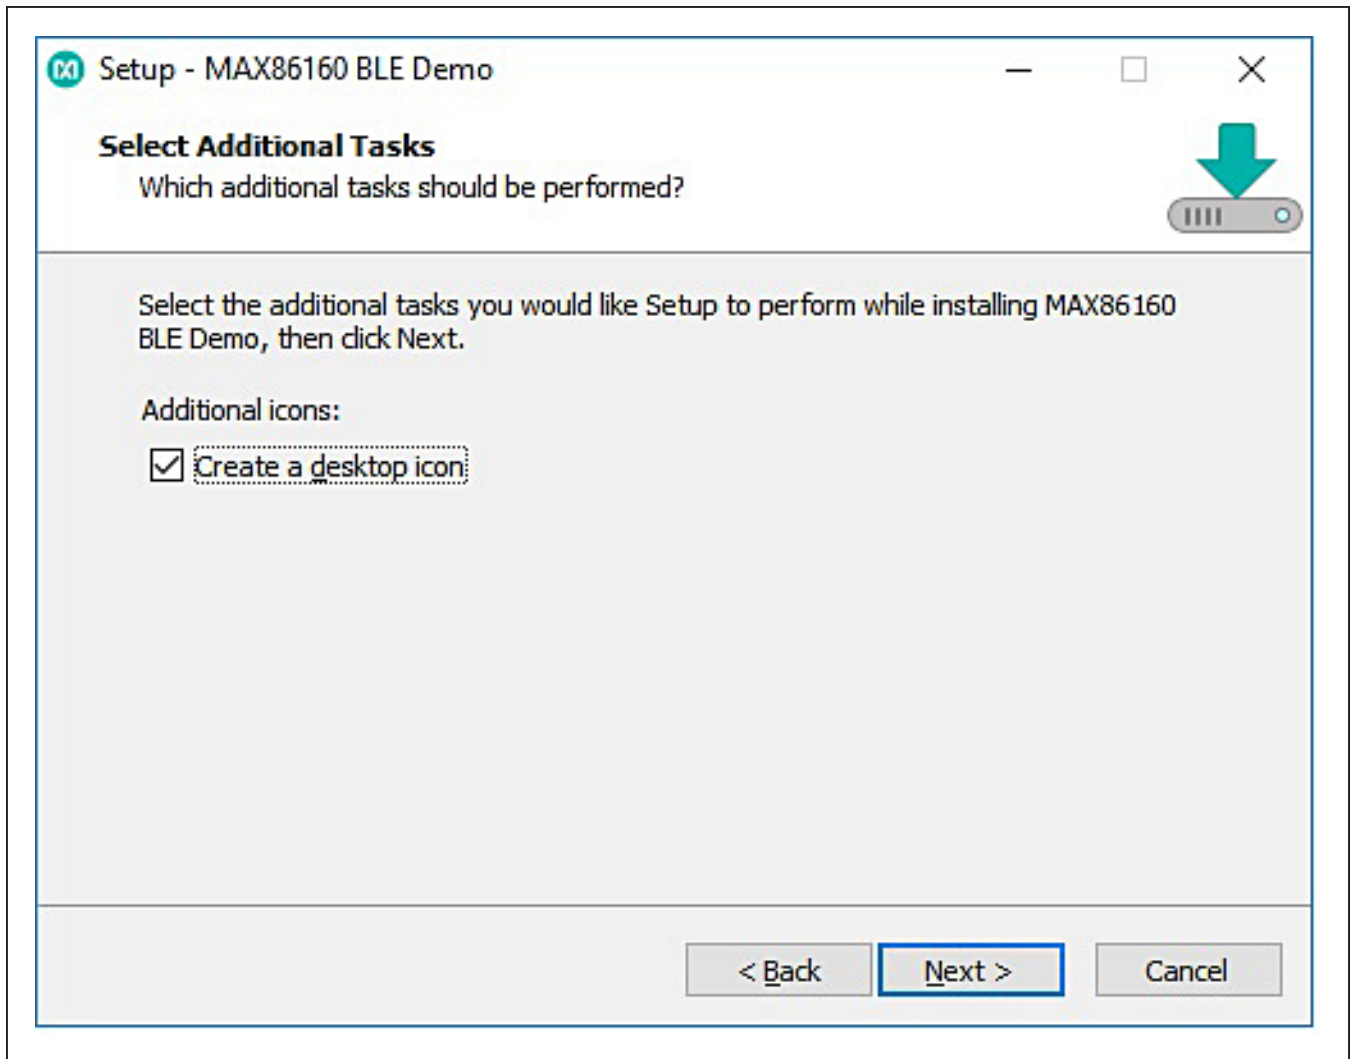 Setup - MAX86160 BLE Demo
Select Additional Tasks
Which additional tasks should be performed?
Select the additional tasks you would like Setup to perform while installing MAX86160
BLE Demo, then click Next.
Additional icons:
Create a desktop icon
< Back Next > Cancel